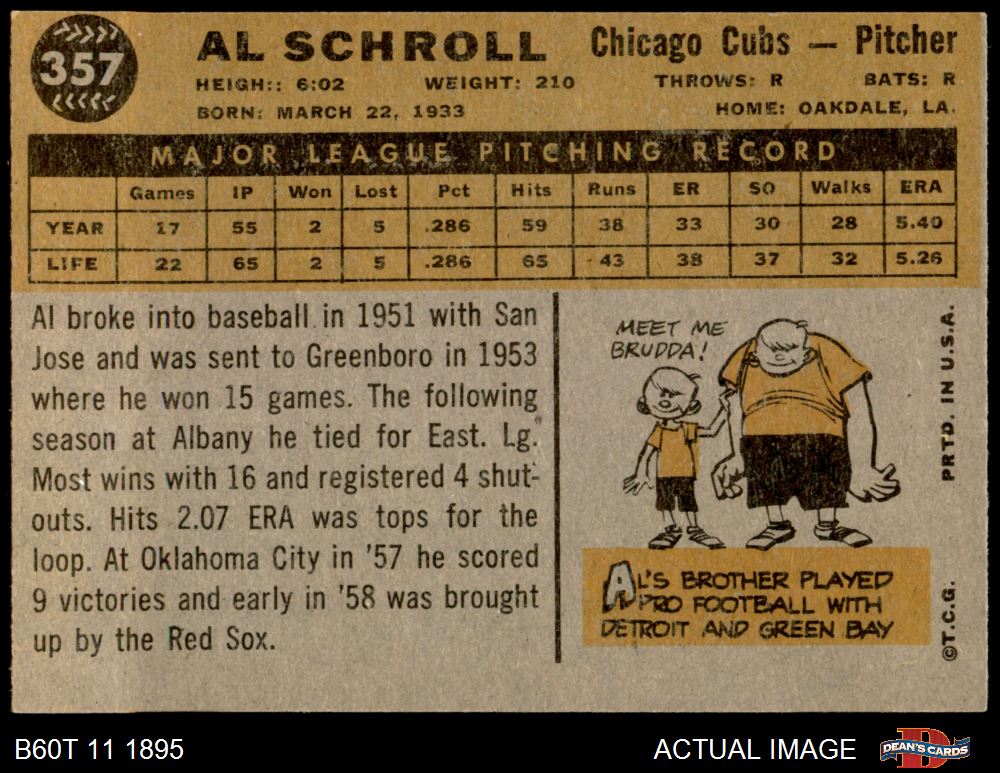 357
AL SCHROLL Chicago Cubs — Pitcher
HEIGH:: 6:02 WEIGHT: 210 THROWS: R BATS: R
BORN: MARCH 22, 1933 HOME: OAKDALE, LA.
MAJOR LEAGUE PITCHING RECORD
Games IP Won Lost Pct Hits Runs ER SO Walks ERA
YEAR 17 55 2 5 .286 59 38 33 30 28 5.40
LIFE 22 65 2 5 .286 65 43 38 37 32 5.26
Al broke into baseball in 1951 with San
Jose and was sent to Greenboro in 1953
where he won 15 games. The following
season at Albany he tied for East. Lg.
Most wins with 16 and registered 4 shut-
outs. Hits 2.07 ERA was tops for the
loop. At Oklahoma City in '57 he scored
9 victories and early in '58 was brought
up by the Red Sox.
MEET ME
BRUDDA!
AL'S BROTHER PLAYED
PRO FOOTBALL WITH
DETROIT AND GREEN BAY
©T.C.G. PRTD. IN U.S.A.
B60T 11 1895 ACTUAL IMAGE DEAN'S CARDS